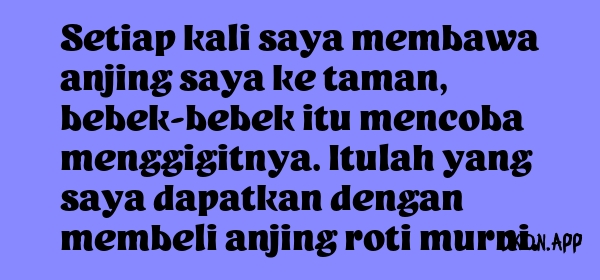 Setiap kali saya membawa
anjing saya ke taman,
bebek-bebek itu mencoba
menggigitnya. Itulah yang
saya dapatkan dengan
membeli anjing roti murni.